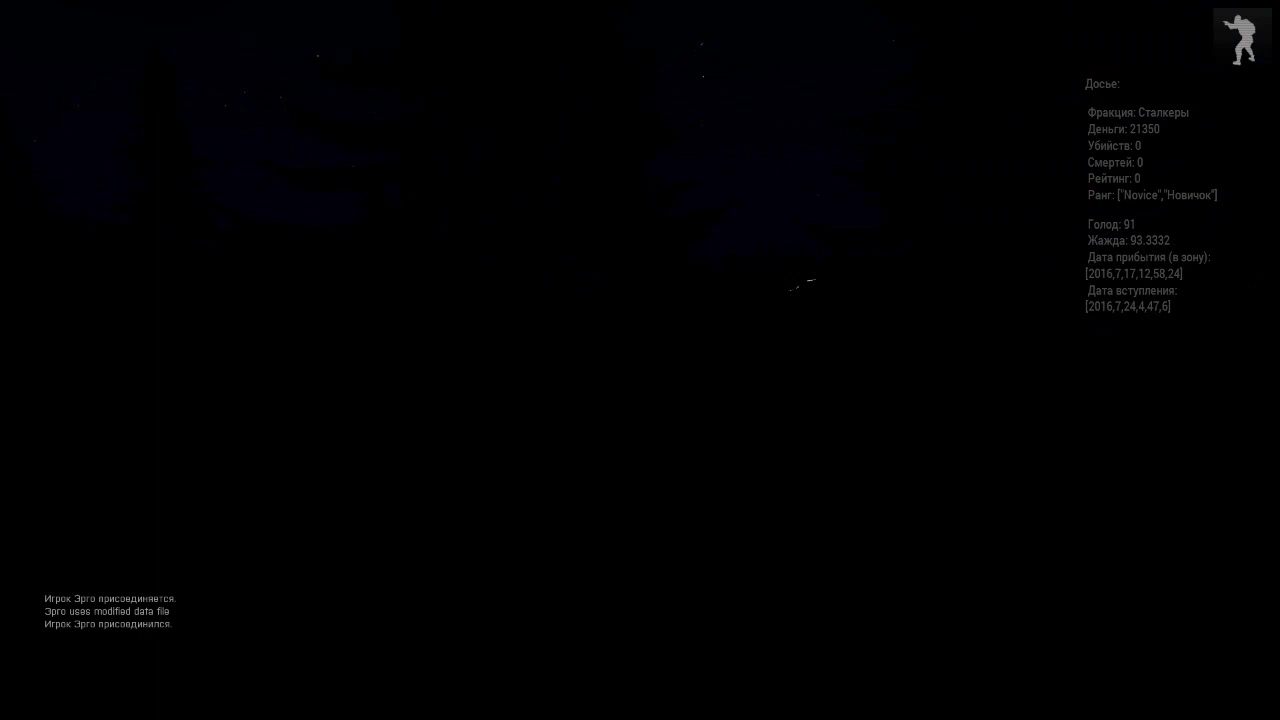 Досье:
Фракция: Сталкеры
Деньги: 21350
Убийств: 0
Смертей: 0
Рейтинг: 0
Ранг: ["Novice","Новичок"]
Голод: 91
Жажда: 93.3332
Дата прибытия (в зону):
[2016,7,17,12,58,24]
Дата вступления:
[2016,7,24,4,47,6]
Игрок Эрго присоединяется.
Эрго uses modified data file
Игрок Эрго присоединился.